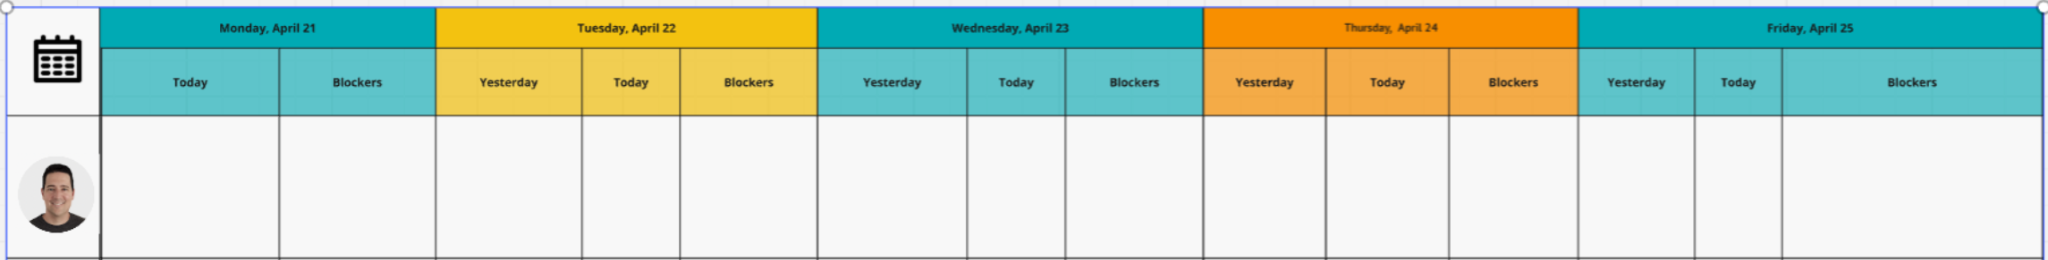 Monday, April 21 Tuesday, April 22 Wednesday, April 23 Thursday, April 24 Friday, April 25
Today Blockers Yesterday Today Blockers Yesterday Today Blockers Yesterday Today Blockers Yesterday Today Blockers